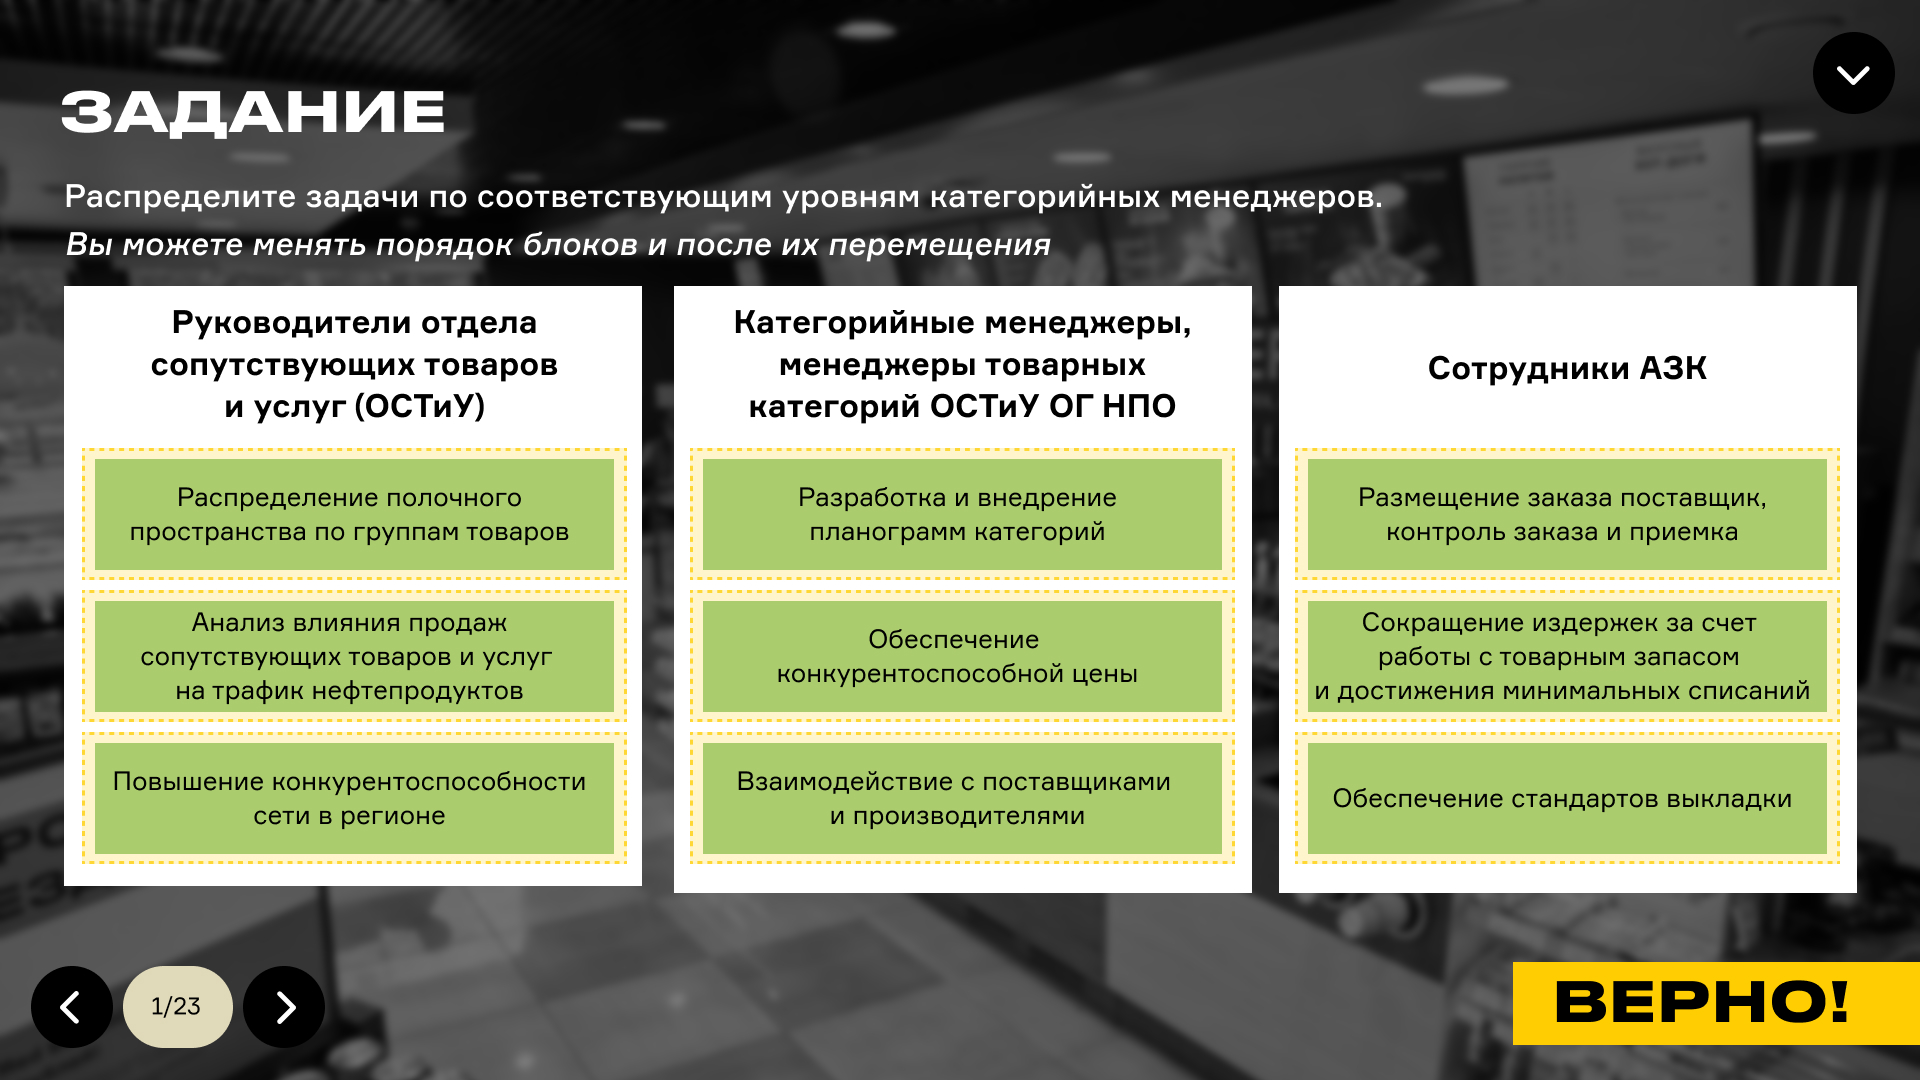 ЗАДАНИЕ
Распределите задачи по соответствующим уровням категорийных менеджеров.
Вы можете менять порядок блоков и после их перемещения
Руководители отдела
сопутствующих товаров
и услуг (ОСТиУ)
Распределение полочного
пространства по группам товаров
Анализ влияния продаж
сопутствующих товаров и услуг
на трафик нефтепродуктов
Повышение конкурентоспособности
сети в регионе
Категорийные менеджеры,
менеджеры товарных
категорий ОСТиУ ОГ НПО
Разработка и внедрение
планограмм категорий
Обеспечение
конкурентоспособной цены
Взаимодействие с поставщиками
и производителями
Сотрудники АЗК
Размещение заказа поставщик,
контроль заказа и приемка
Сокращение издержек за счет
работы с товарным запасом
и достижения минимальных списаний
Обеспечение стандартов выкладки
1/23
ВЕРНО!